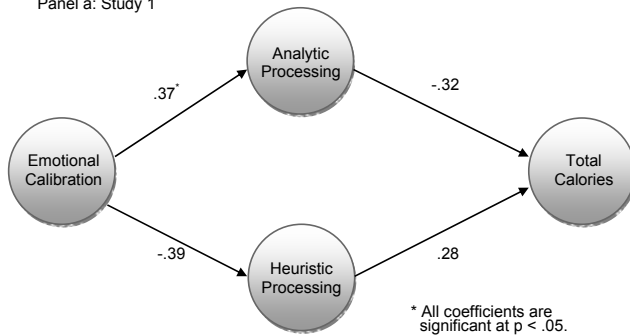 Panel a: Study 1
Analytic
Processing
.37*
-.32
Emotional
Calibration
Total
Calories
-.39
.28
Heuristic
Processing
* All coefficients are
significant at p < .05.